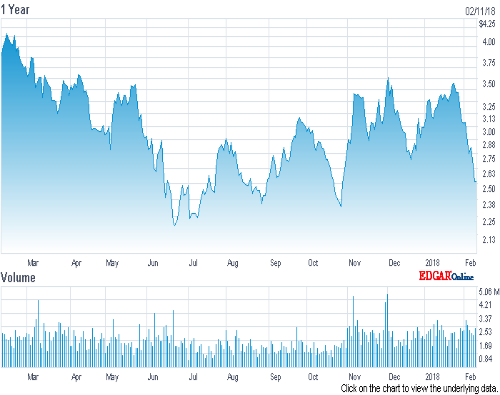 1 Year 02/11/18
$4.25
4.00
3.75
3.50
3.25
3.13
3.00
2.88
2.75
2.63
2.50
2.38
2.25
2.13
Mar Apr May Jun Jul Aug Sep Oct Nov Dec 2018 Feb
EDGAR Online
Volume
5.06 M
4.21
3.37
2.53
1.69
0.84
Mar Apr May Jun Jul Aug Sep Oct Nov Dec 2018 Feb
Click on the chart to view the underlying data.